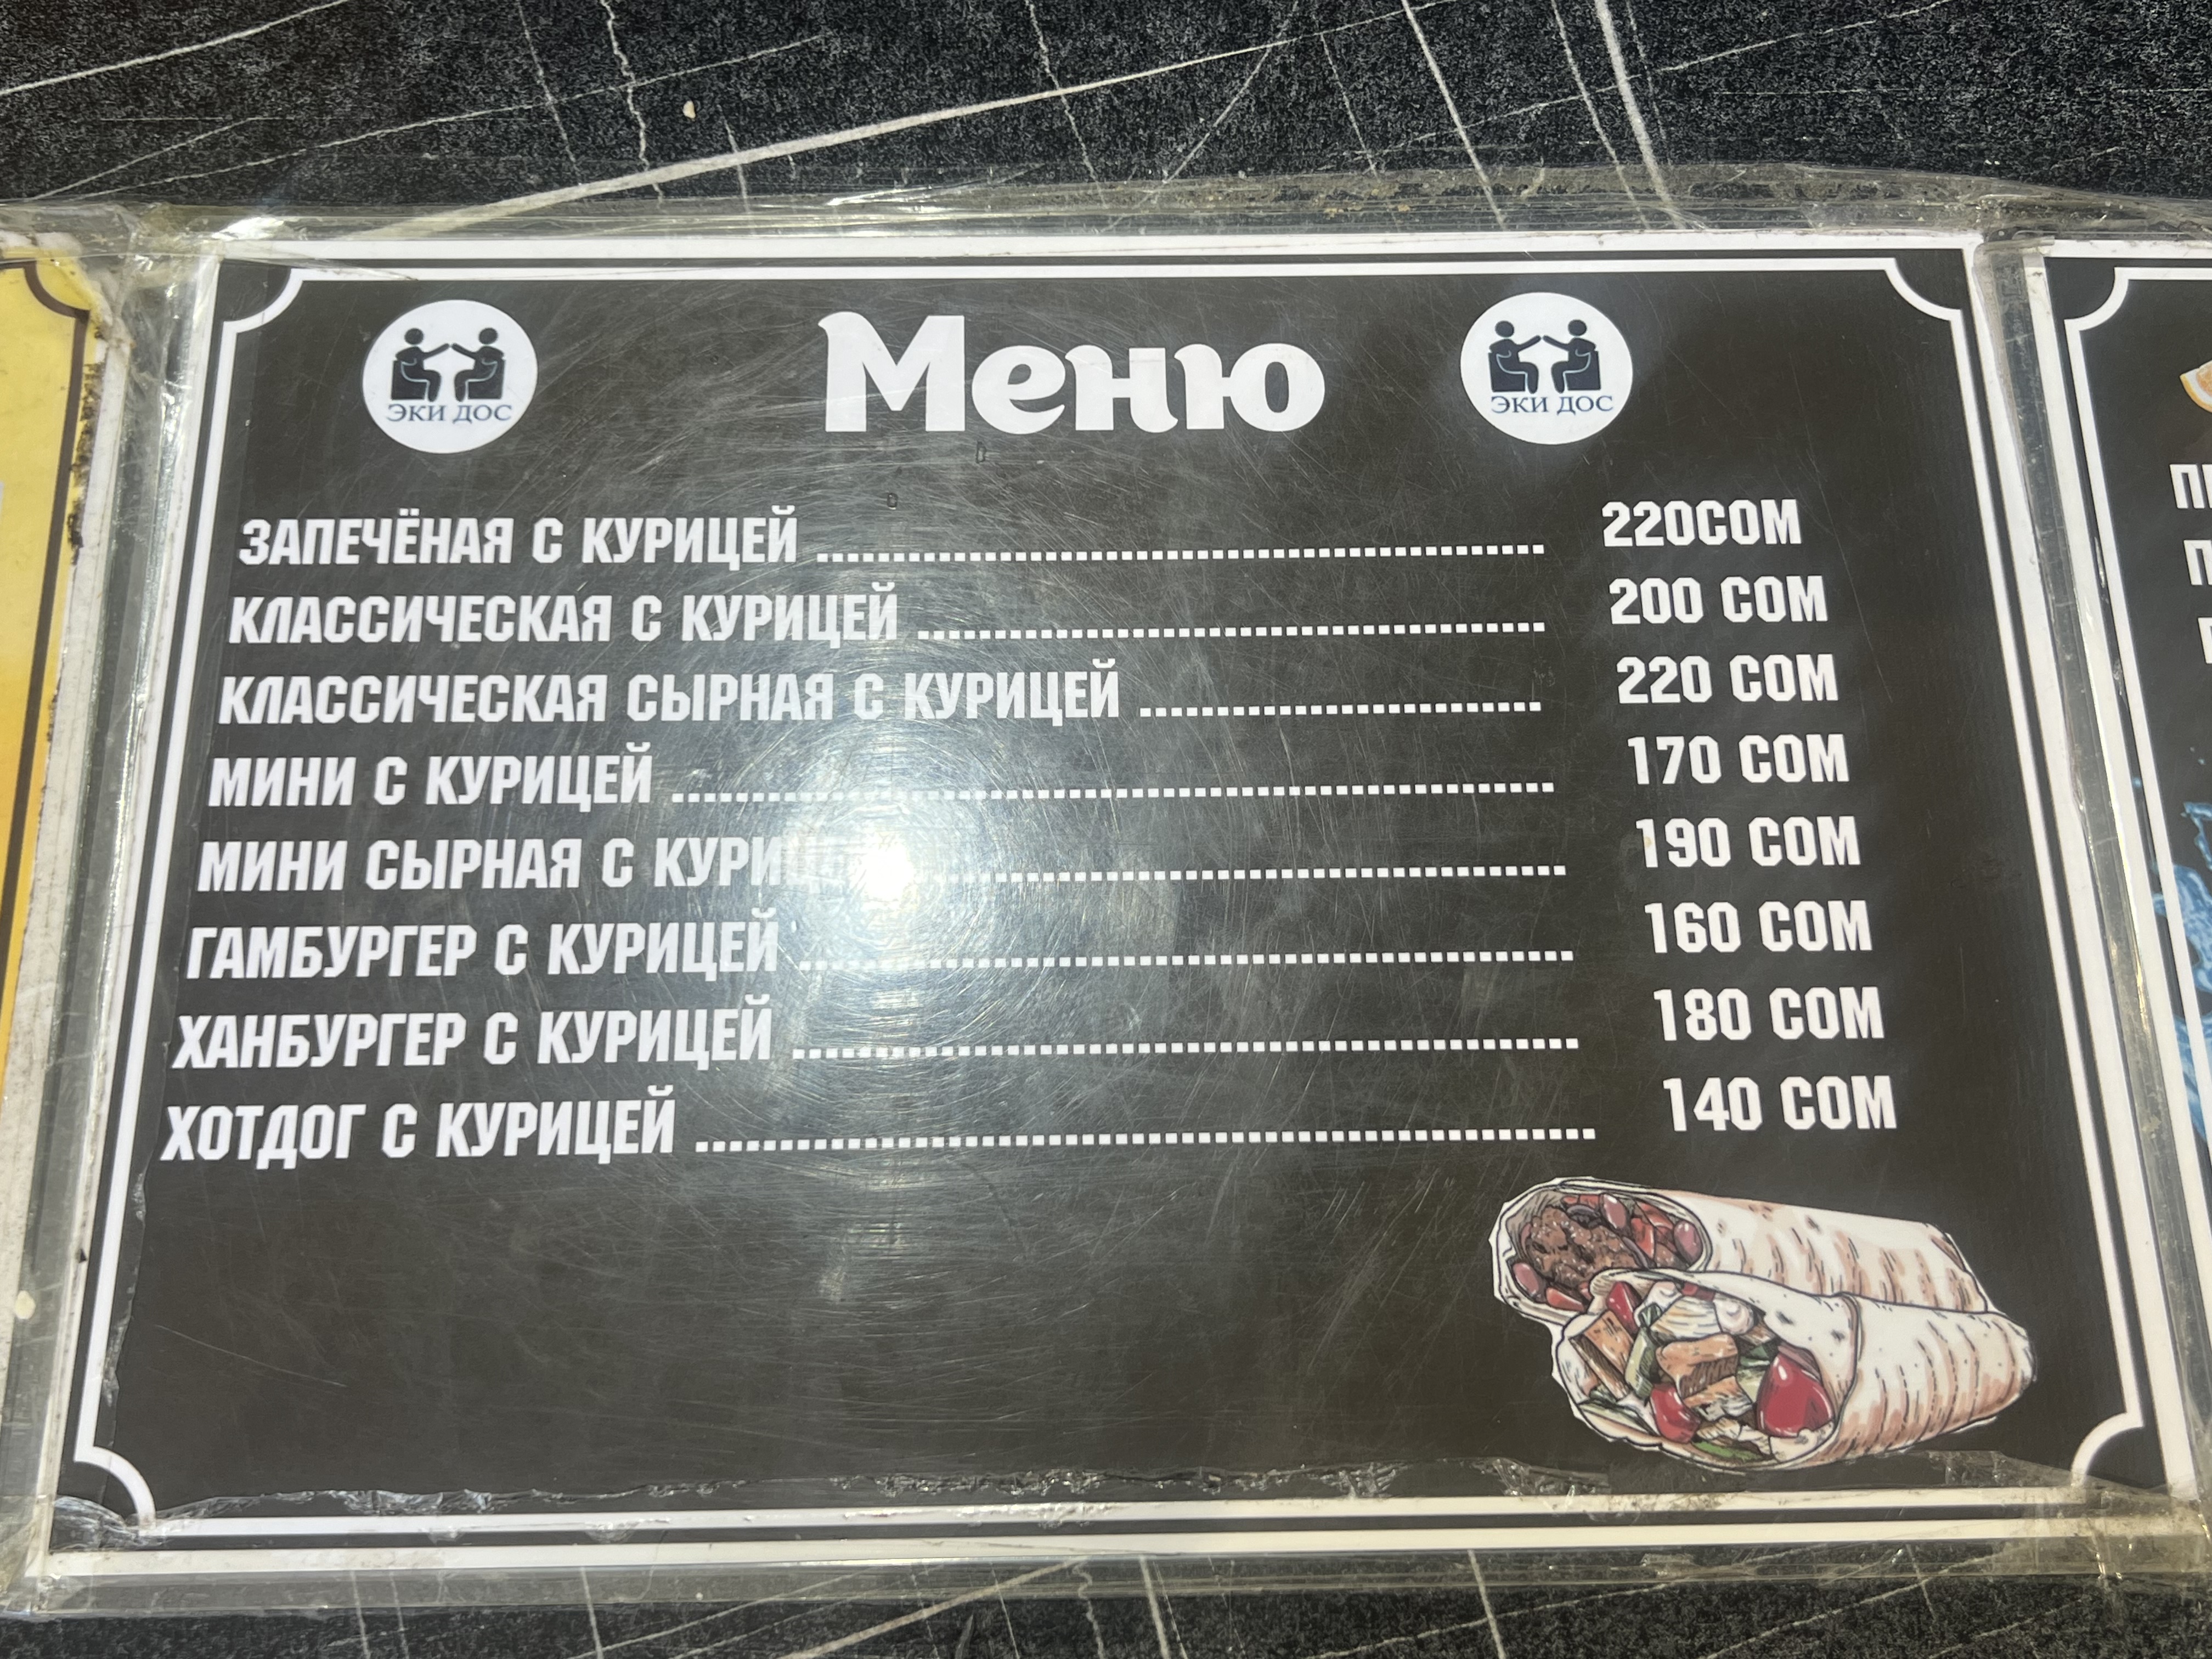 Меню
ЭКИ ДОС
ЭКИ ДОС
ЗАПЕЧЁНАЯ С КУРИЦЕЙ ........ 220СОМ
КЛАССИЧЕСКАЯ С КУРИЦЕЙ ........ 200 СОМ
КЛАССИЧЕСКАЯ СЫРНАЯ С КУРИЦЕЙ ........ 220 СОМ
МИНИ С КУРИЦЕЙ ........ 170 СОМ
МИНИ СЫРНАЯ С ........ 190 СОМ
ГАМБУРГЕР С КУРИЦЕЙ ........ 160 СОМ
ХАНБУРГЕР С КУРИЦЕЙ ........ 180 СОМ
ХОТДОГ С КУРИЦЕЙ ........ 140 СОМ